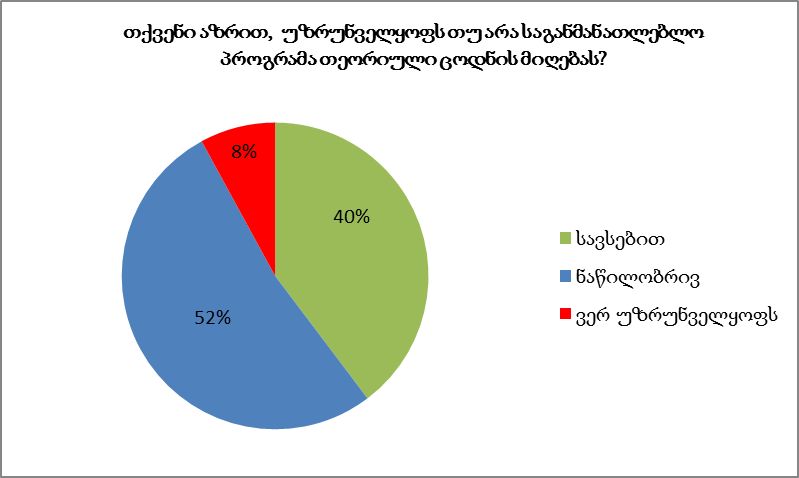 თქვენი აზრით, უზრუნველყოფს თუ არა საგანმანათლებლო
პროგრამა თეორიული ცოდნის მიღებას?
8%
40%
52%
სავსებით
ნაწილობრივ
ვერ უზრუნველყოფს